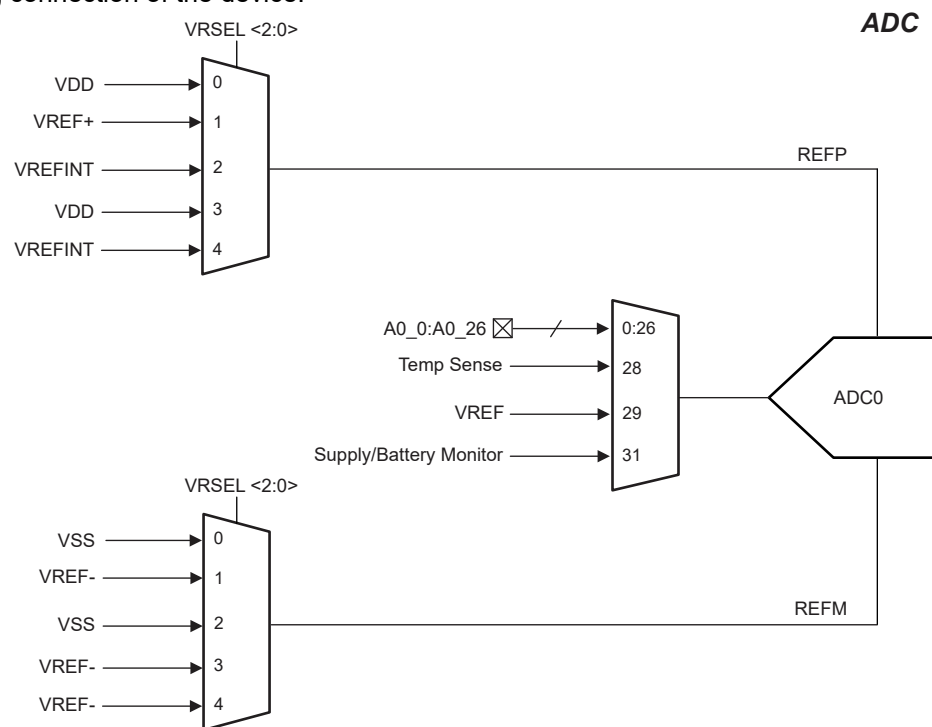 connection of the device.
ADC
VRSEL <2:0>
VDD
0
VREF+
1
VREFINT
2
VDD
3
VREFINT
4
REFP
A0_0:A0_26
0:26
Temp Sense
28
VREF
29
Supply/Battery Monitor
31
ADC0
VRSEL <2:0>
VSS
0
VREF-
1
VSS
2
VREF-
3
VREF-
4
REFM